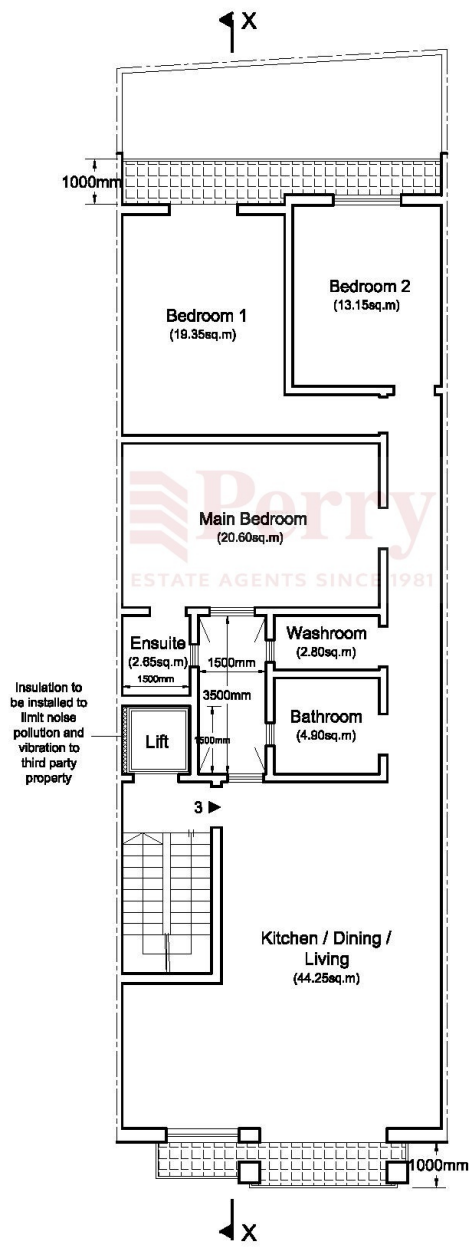 X
1000mm
Bedroom 1
(19.35sq.m)
Bedroom 2
(13.15sq.m)
Perry
ESTATE AGENTS SINCE 1981
Main Bedroom
(20.60sq.m)
Ensuite
(2.65sq.m)
1500mm
1500mm
3500mm
1500mm
Washroom
(2.80sq.m)
Bathroom
(4.90sq.m)
Insulation to
be installed to
limit noise
pollution and
vibration to
third party
property
Lift
3
Kitchen / Dining /
Living
(44.25sq.m)
1000mm
X